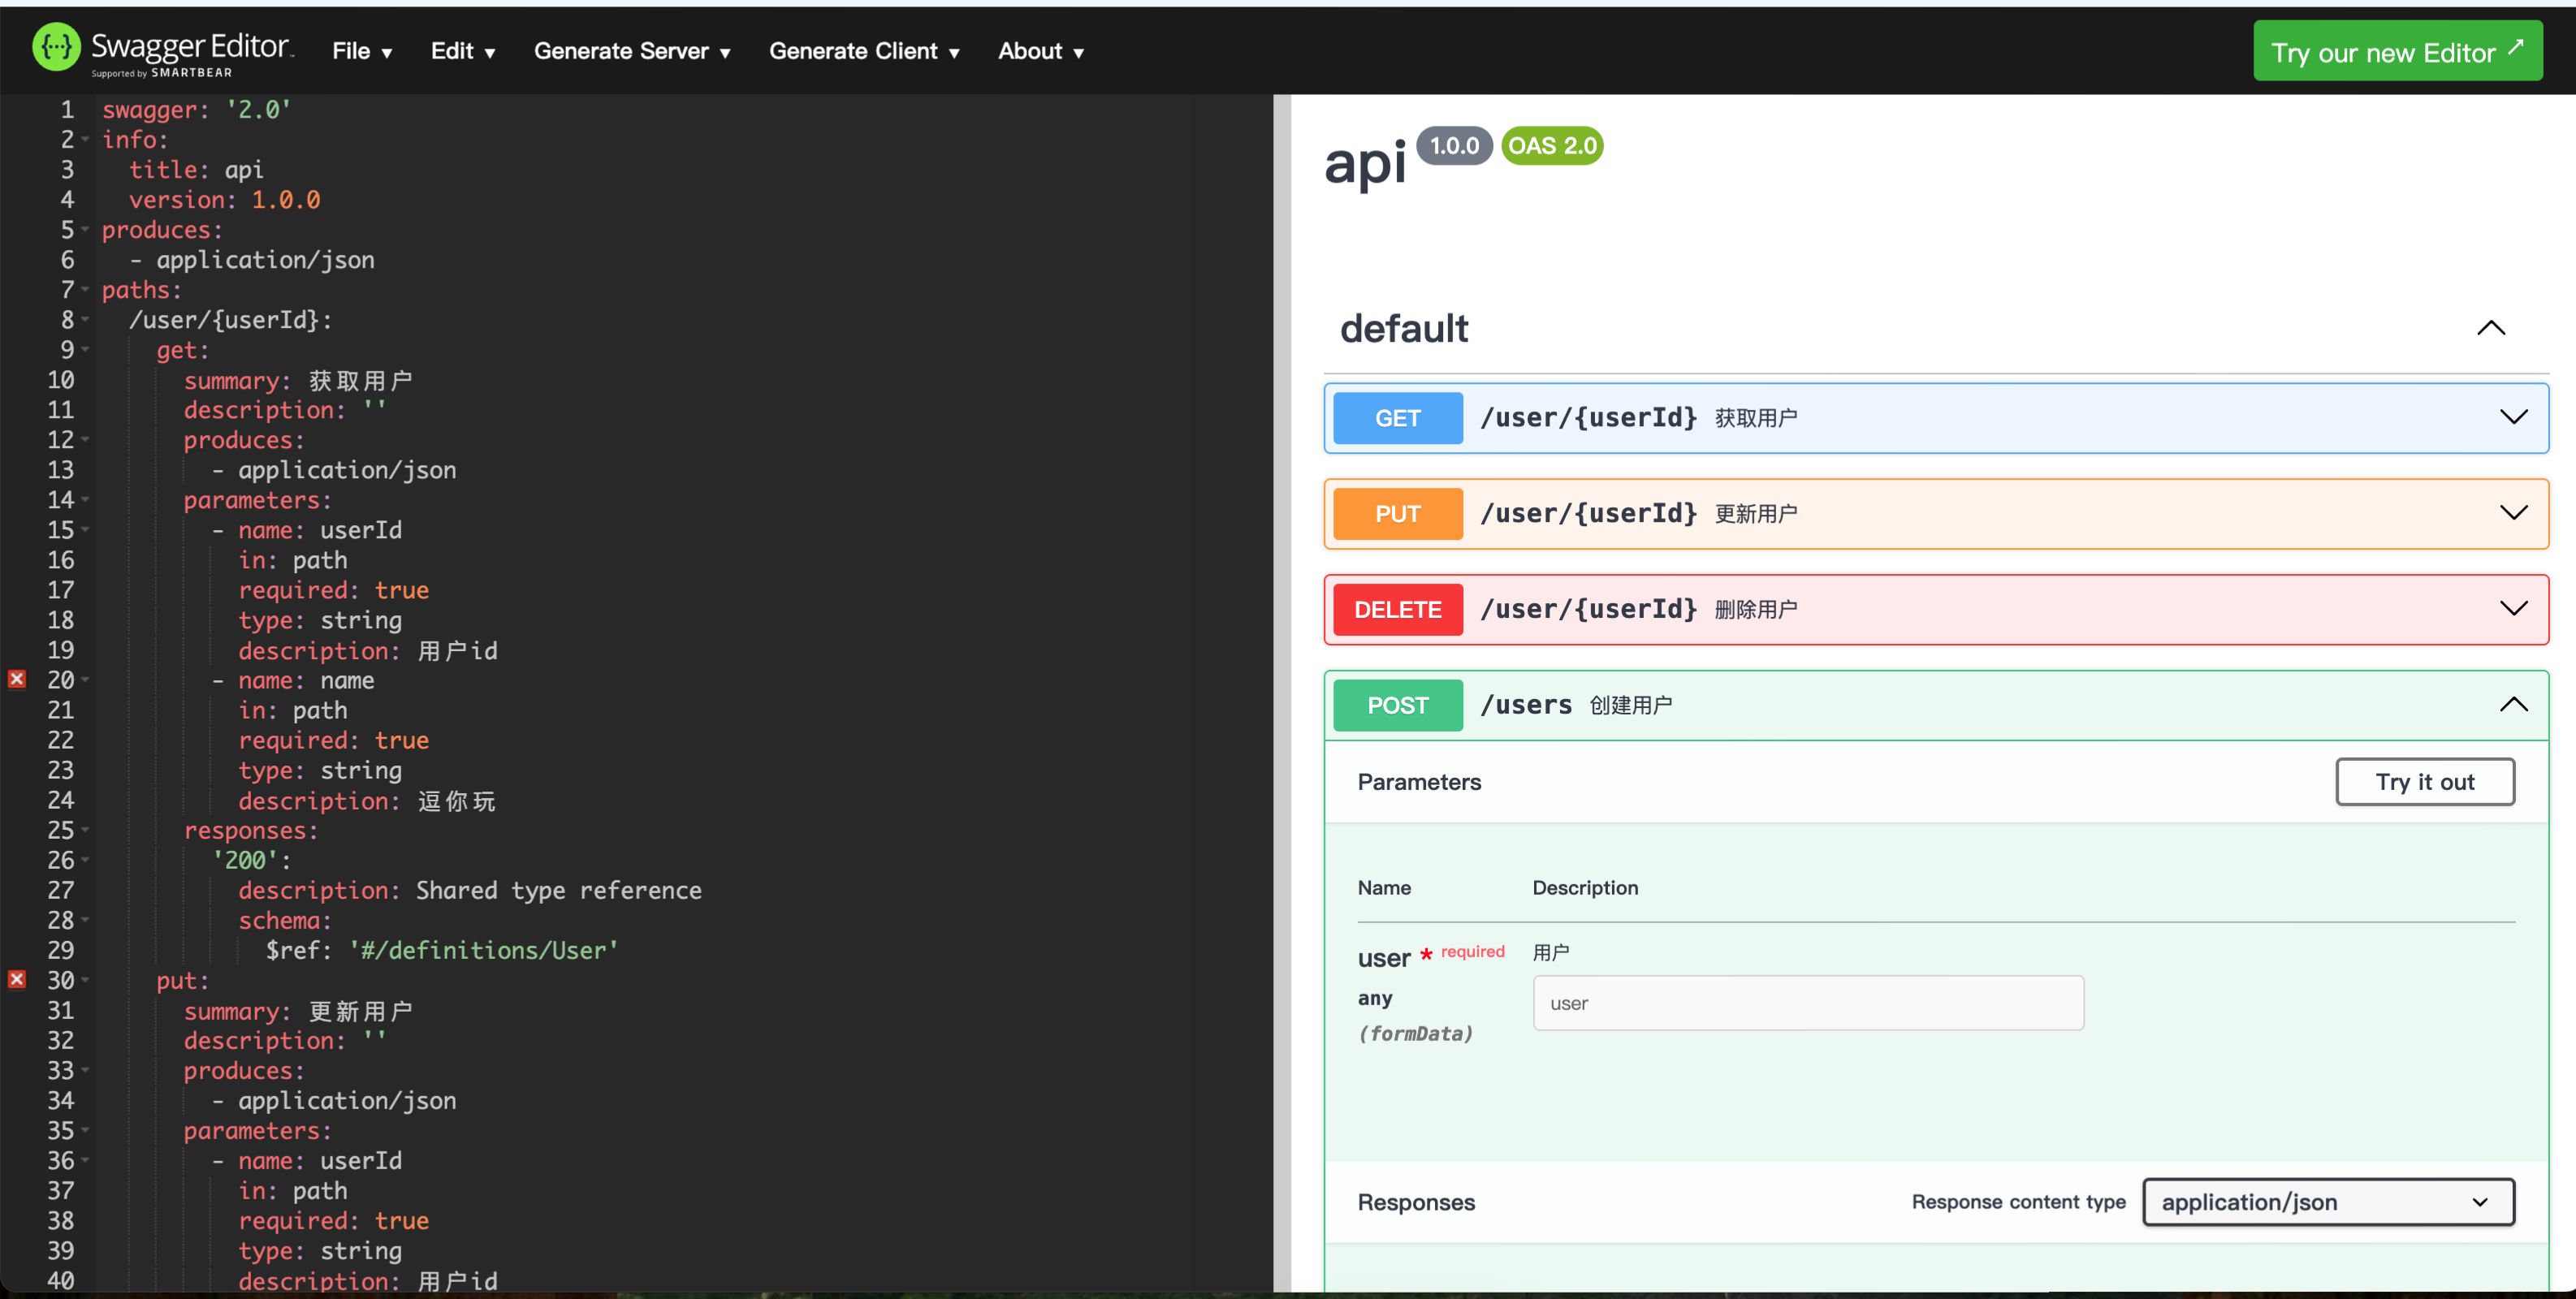 Swagger Editor
Supported by SMARTBEAR
File ▼ Edit ▼ Generate Server ▼ Generate Client ▼ About ▼
Try our new Editor ↗
1 swagger: '2.0'
2 info:
3 title: api
4 version: 1.0.0
5 produces:
6 - application/json
7 paths:
8 /user/{userId}:
9 get:
10 summary: 获取用户
11 description: ''
12 produces:
13 - application/json
14 parameters:
15 - name: userId
16 in: path
17 required: true
18 type: string
19 description: 用户id
20 - name: name
21 in: path
22 required: true
23 type: string
24 description: 逗你玩
25 responses:
26 '200':
27 description: Shared type reference
28 schema:
29 $ref: '#/definitions/User'
30 put:
31 summary: 更新用户
32 description: ''
33 produces:
34 - application/json
35 parameters:
36 - name: userId
37 in: path
38 required: true
39 type: string
40 description: 用户id
api 1.0.0 OAS 2.0
default
GET /user/{userId} 获取用户
PUT /user/{userId} 更新用户
DELETE /user/{userId} 删除用户
POST /users 创建用户
Parameters
Try it out
Name Description
user * required 用户
any
user
(formData)
Responses
Response content type application/json